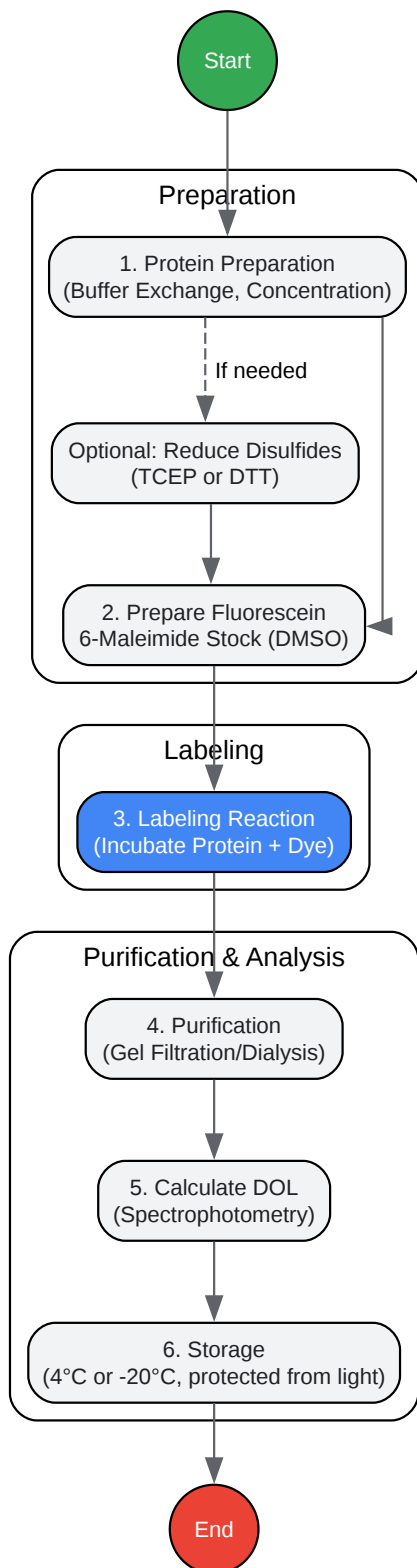 Start
Preparation
1. Protein Preparation
(Buffer Exchange, Concentration)
If needed
Optional: Reduce Disulfides
(TCEP or DTT)
2. Prepare Fluorescein
6-Maleimide Stock (DMSO)
Labeling
3. Labeling Reaction
(Incubate Protein + Dye)
Purification & Analysis
4. Purification
(Gel Filtration/Dialysis)
5. Calculate DOL
(Spectrophotometry)
6. Storage
(4°C or -20°C, protected from light)
End